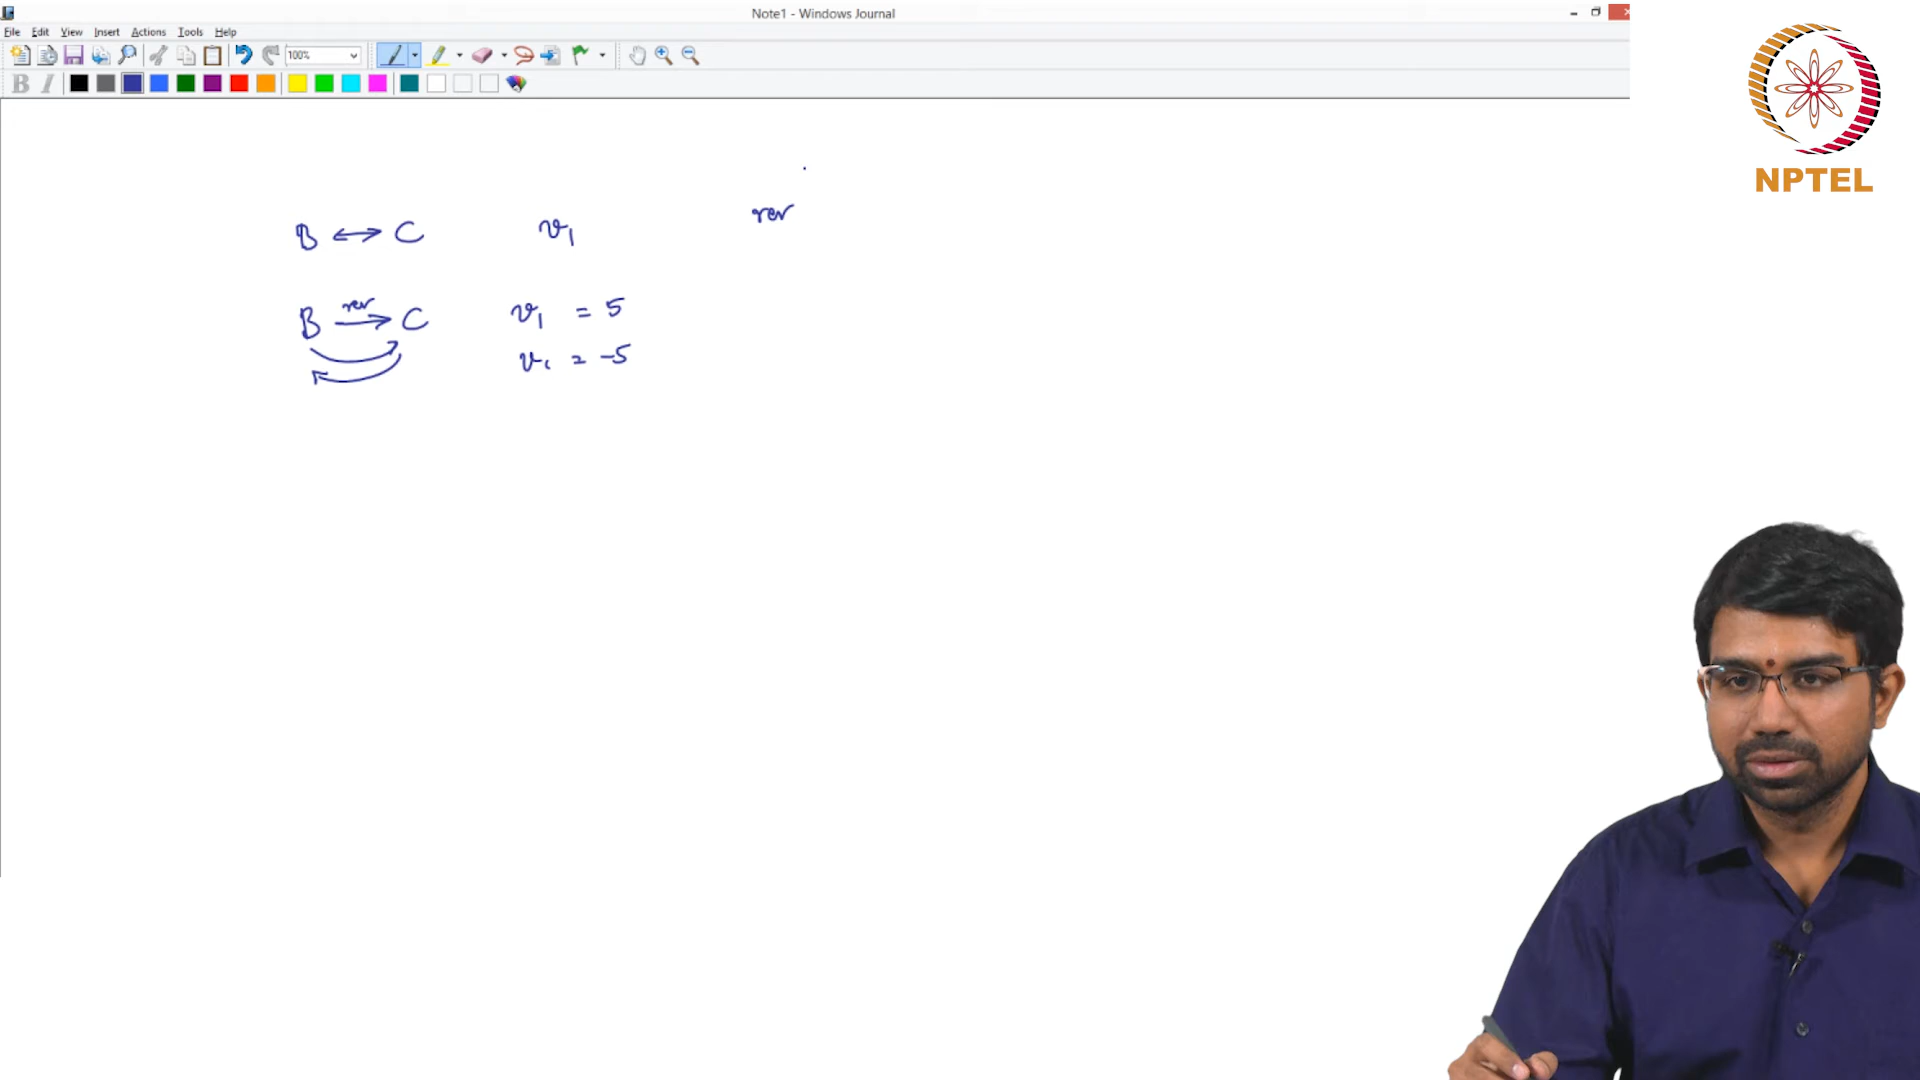 Note1 - Windows Journal
File Edit View Insert Actions Tools Help
100%
B I
NPTEL
rev
B ↔ C v₁
rev
B → C v₁ = 5
v₁ = -5